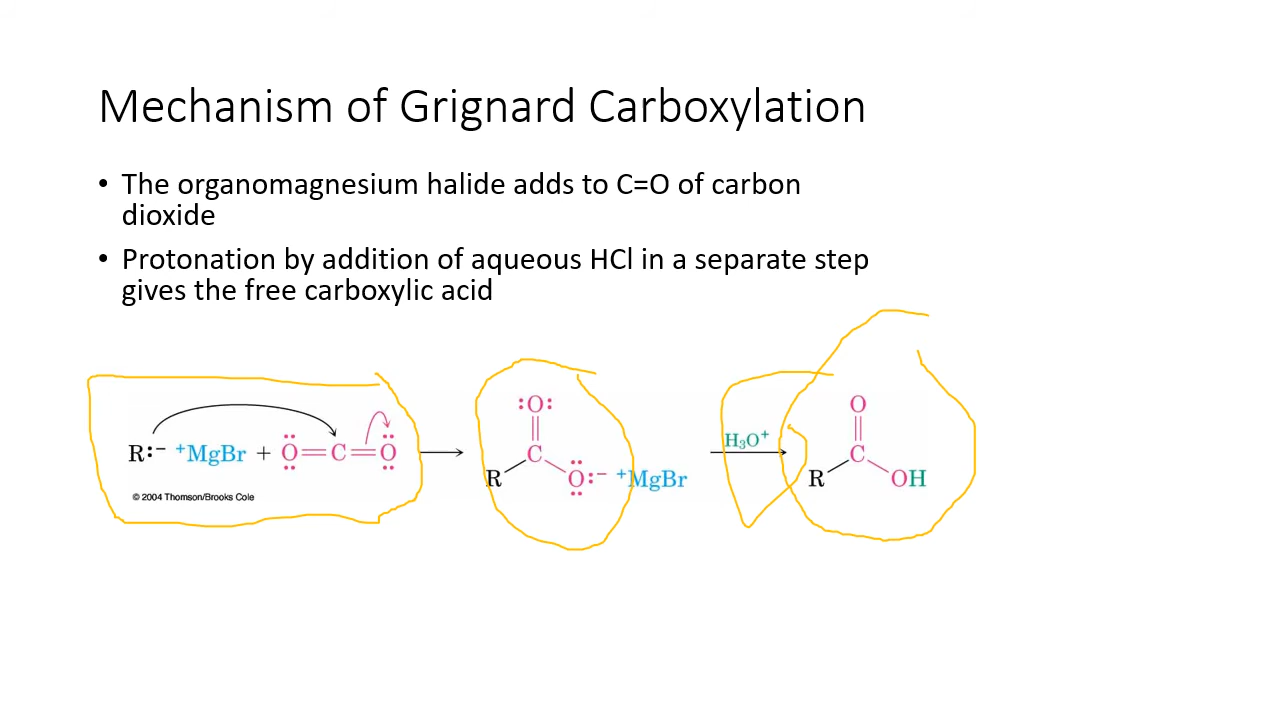 Mechanism of Grignard Carboxylation
• The organomagnesium halide adds to C=O of carbon
dioxide
• Protonation by addition of aqueous HCl in a separate step
gives the free carboxylic acid
:O: O
H₃O⁺
R:⁻ ⁺MgBr + O=C=O C C
R O:⁻ ⁺MgBr R OH
© 2004 Thomson/Brooks Cole